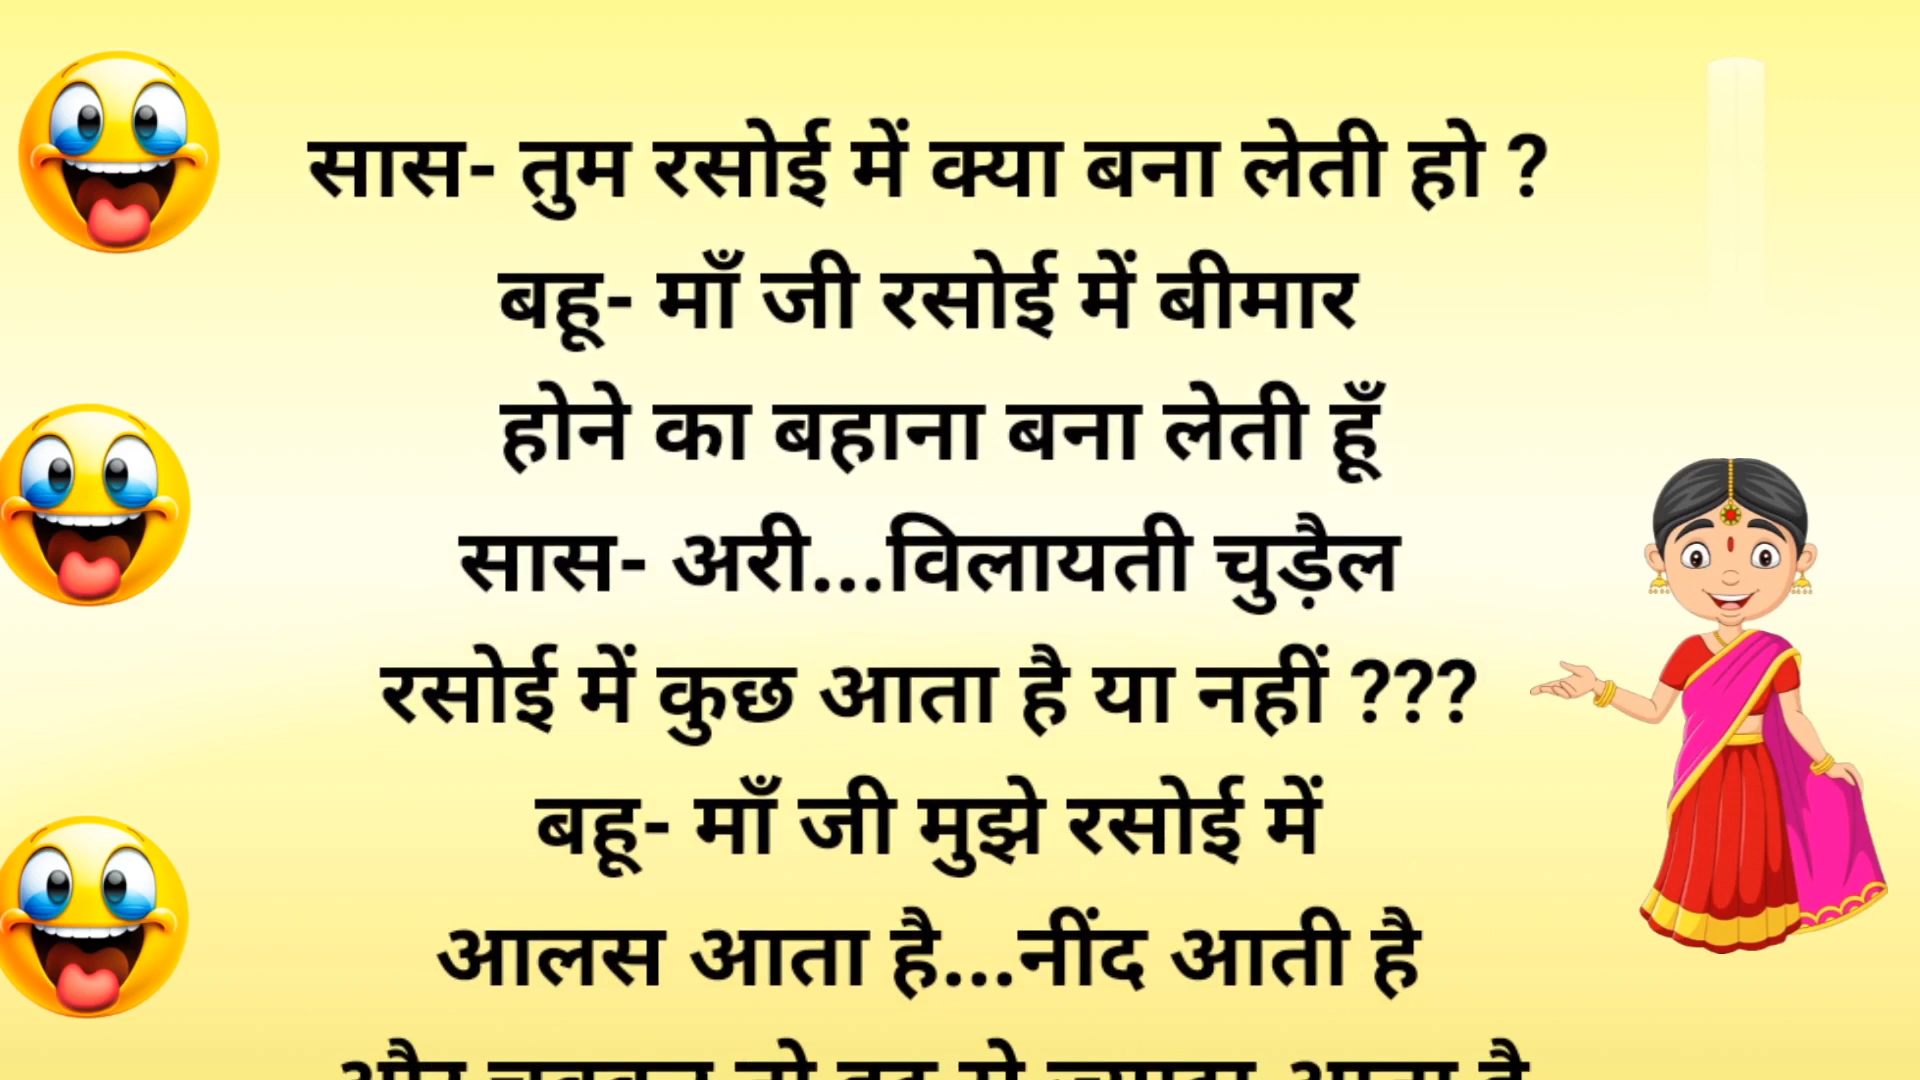 सास- तुम रसोई में क्या बना लेती हो ?
बहू- माँ जी रसोई में बीमार
होने का बहाना बना लेती हूँ
सास- अरी...विलायती चुड़ैल
रसोई में कुछ आता है या नहीं ???
बहू- माँ जी मुझे रसोई में
आलस आता है...नींद आती है